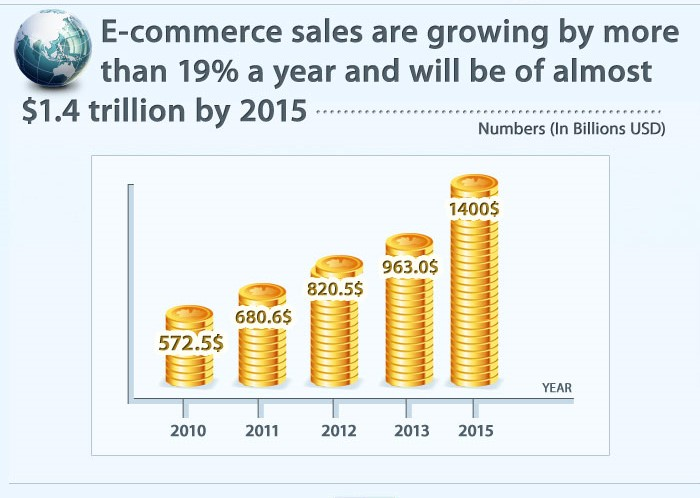 E-commerce sales are growing by more
than 19% a year and will be of almost
$1.4 trillion by 2015
Numbers (In Billions USD)
1400$
963.0$
820.5$
680.6$
572.5$
YEAR
2010 2011 2012 2013 2015